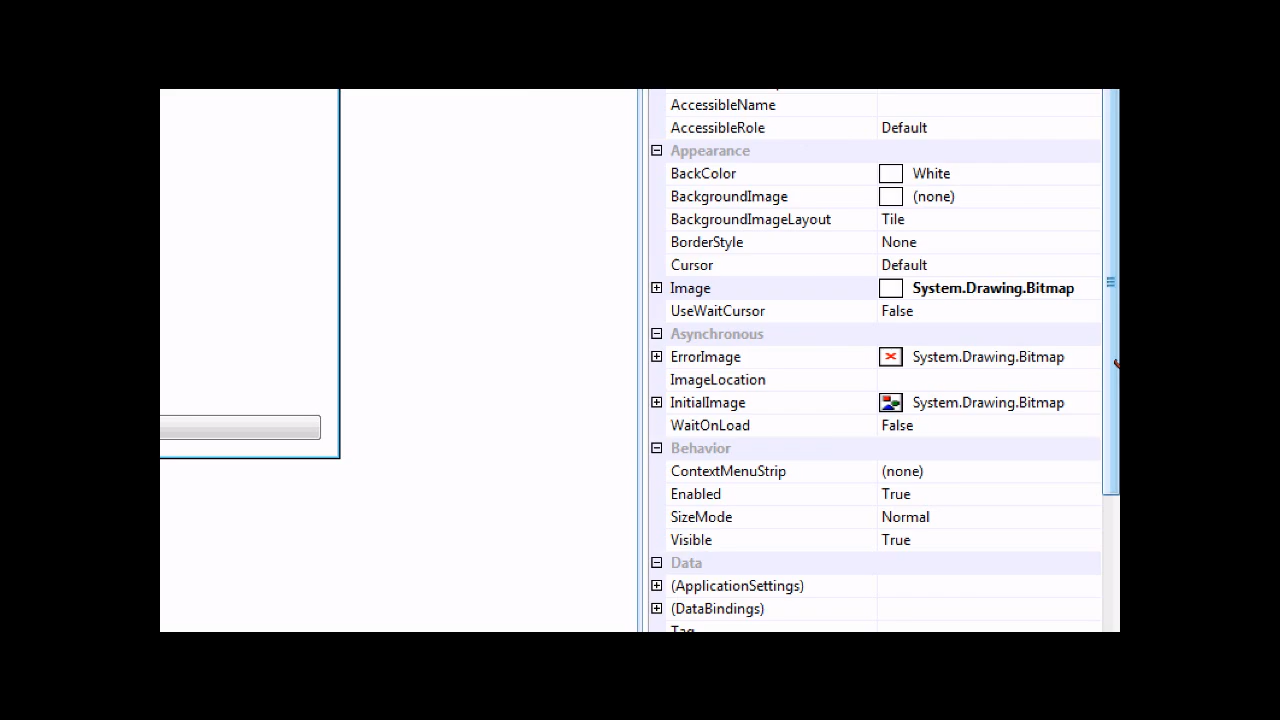 AccessibleName
AccessibleRole Default
Appearance
BackColor White
BackgroundImage (none)
BackgroundImageLayout Tile
BorderStyle None
Cursor Default
Image System.Drawing.Bitmap
UseWaitCursor False
Asynchronous
ErrorImage System.Drawing.Bitmap
ImageLocation
InitialImage System.Drawing.Bitmap
WaitOnLoad False
Behavior
ContextMenuStrip (none)
Enabled True
SizeMode Normal
Visible True
Data
(ApplicationSettings)
(DataBindings)
Tag